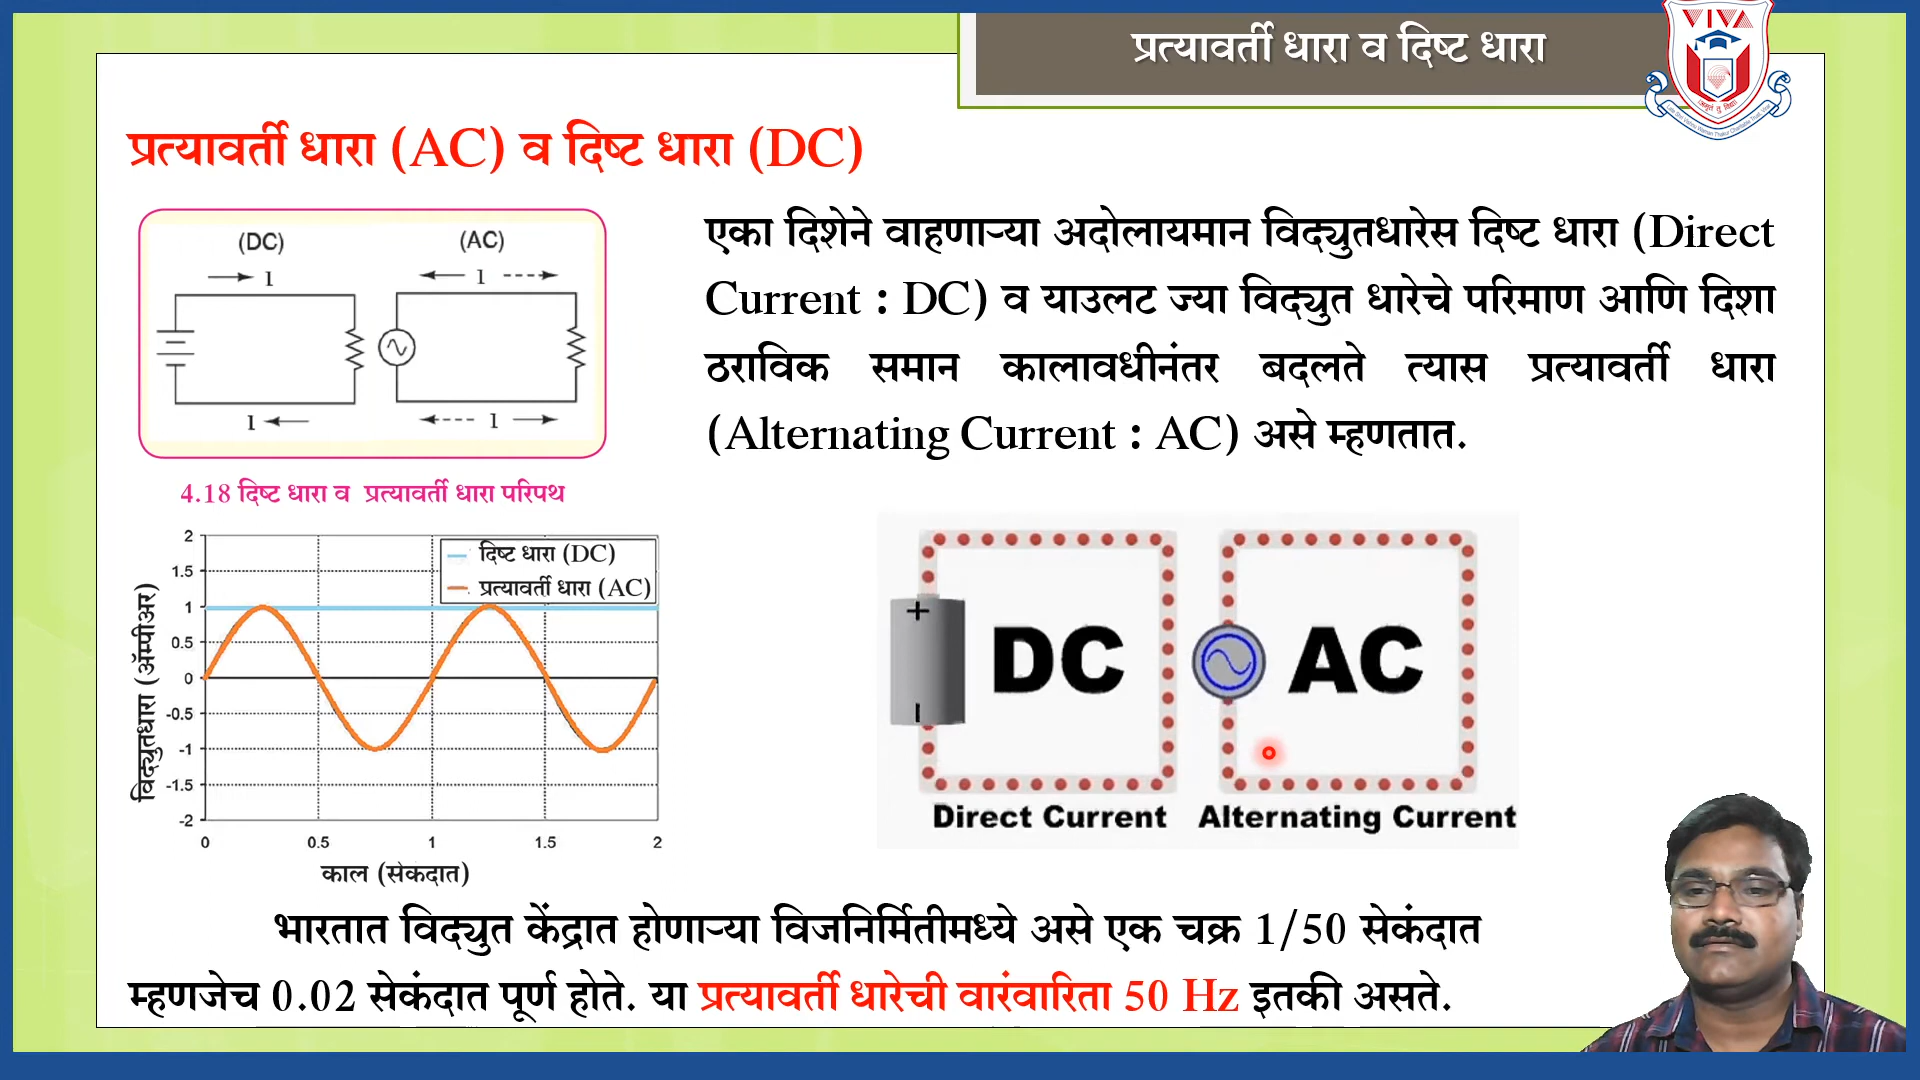 प्रत्यावर्ती धारा व दिष्ट धारा
VIVA
प्रत्यावर्ती धारा (AC) व दिष्ट धारा (DC)
(DC) (AC)
I I
I I
4.18 दिष्ट धारा व प्रत्यावर्ती धारा परिपथ
एका दिशेने वाहणाऱ्या अदोलायमान विद्युतधारेस दिष्ट धारा (Direct
Current : DC) व याउलट ज्या विद्युत धारेचे परिमाण आणि दिशा
ठराविक समान कालावधीनंतर बदलते त्यास प्रत्यावर्ती धारा
(Alternating Current : AC) असे म्हणतात.
दिष्ट धारा (DC)
प्रत्यावर्ती धारा (AC)
विद्युतधारा (ॲम्पीअर)
2
1.5
1
0.5
0
-0.5
-1
-1.5
-2
0 0.5 1 1.5 2
काल (सेकंदात)
+
DC AC
Direct Current Alternating Current
भारतात विद्युत केंद्रात होणाऱ्या विजनिर्मितीमध्ये असे एक चक्र 1/50 सेकंदात
म्हणजेच 0.02 सेकंदात पूर्ण होते. या प्रत्यावर्ती धारेची वारंवारिता 50 Hz इतकी असते.